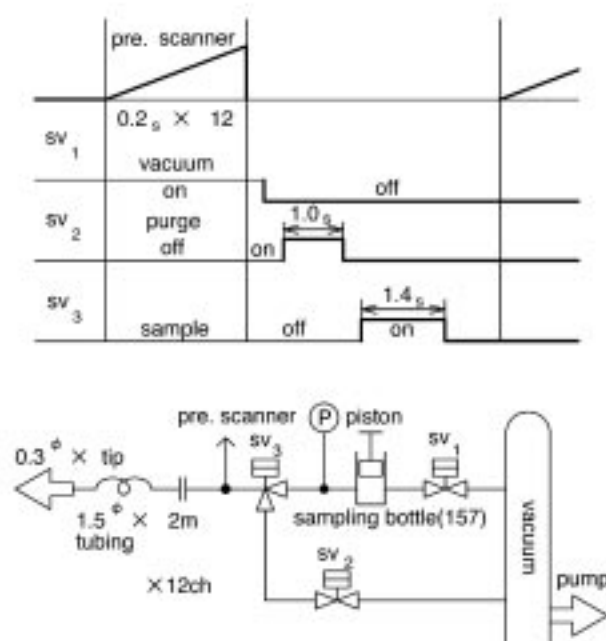 pre. scanner
0.2s × 12
sv1
vacuum
on off
sv2
purge 1.0s
off on
sv3
1.4s
sample off on
pre. scanner P piston
sv3 sv1
0.3φ × tip
1.5φ × 2m
tubing
sampling bottle(157)
vacuum
sv2
×12ch
pump